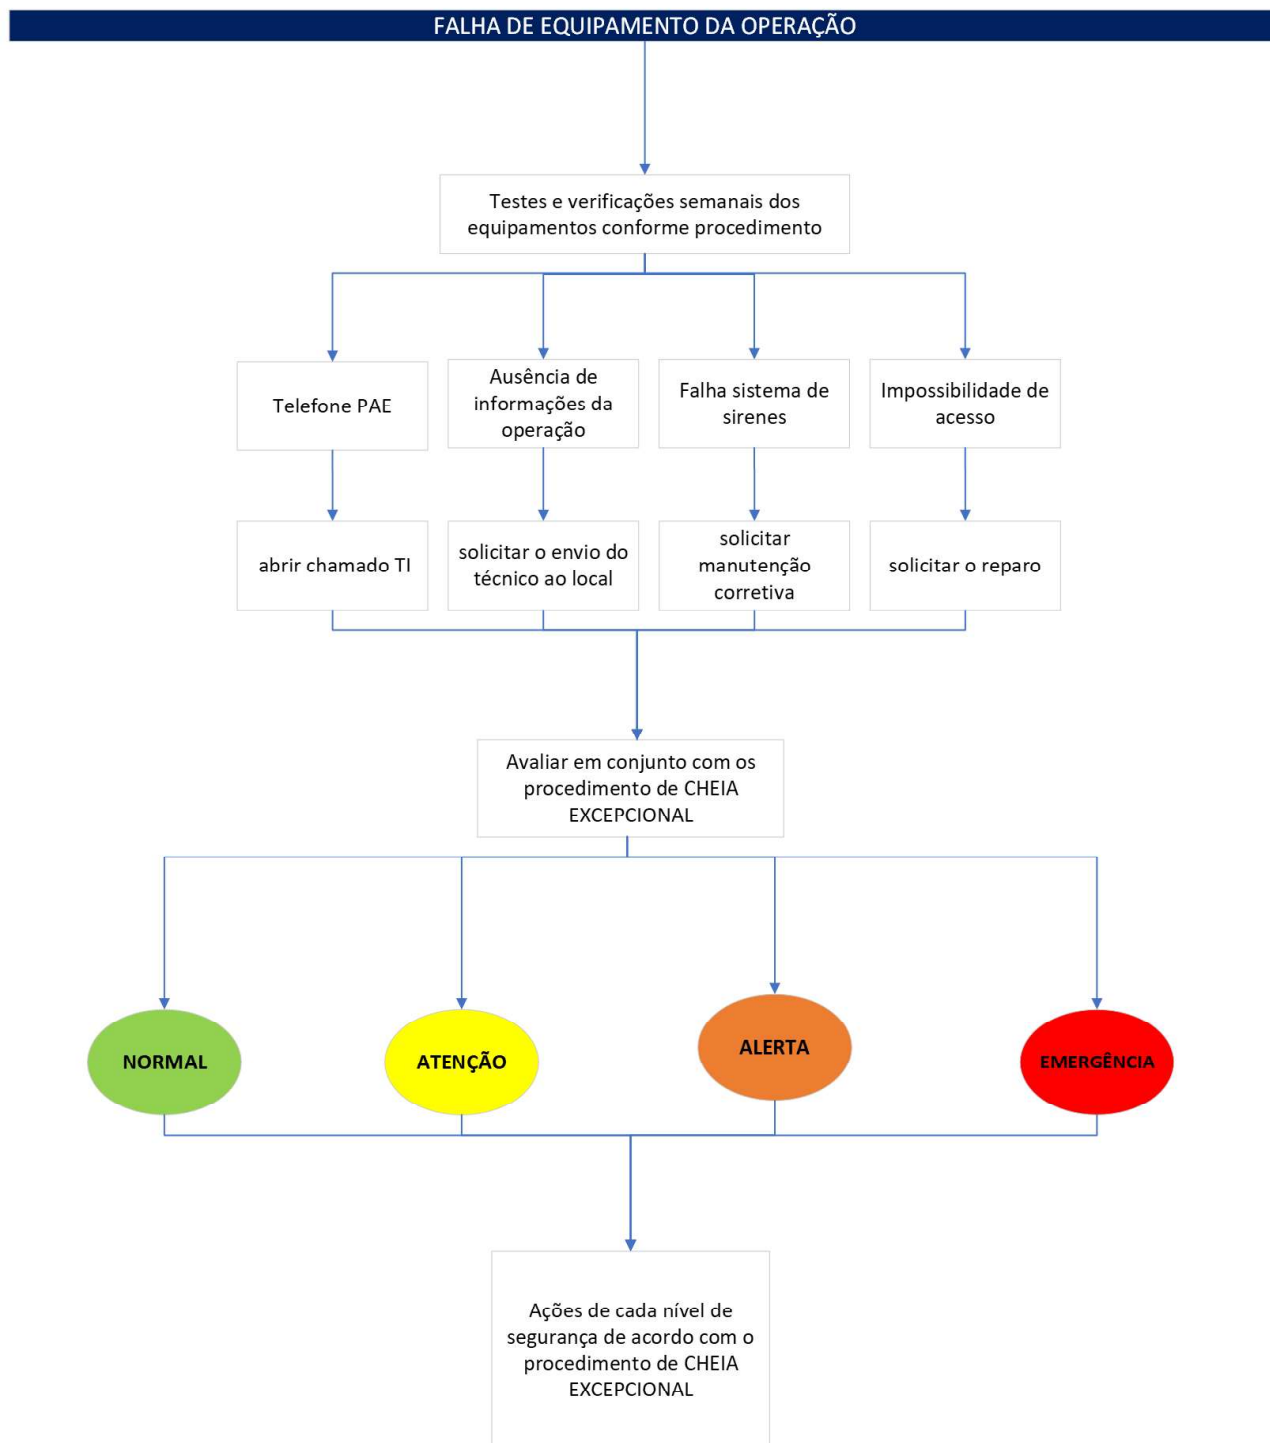 FALHA DE EQUIPAMENTO DA OPERAÇÃO
Testes e verificações semanais dos
equipamentos conforme procedimento
Telefone PAE
Ausência de
informações da
operação
Falha sistema de
sirenes
Impossibilidade de
acesso
abrir chamado TI
solicitar o envio do
técnico ao local
solicitar
manutenção
corretiva
solicitar o reparo
Avaliar em conjunto com os
procedimento de CHEIA
EXCEPCIONAL
NORMAL
ATENÇÃO
ALERTA
EMERGÊNCIA
Ações de cada nível de
segurança de acordo com o
procedimento de CHEIA
EXCEPCIONAL